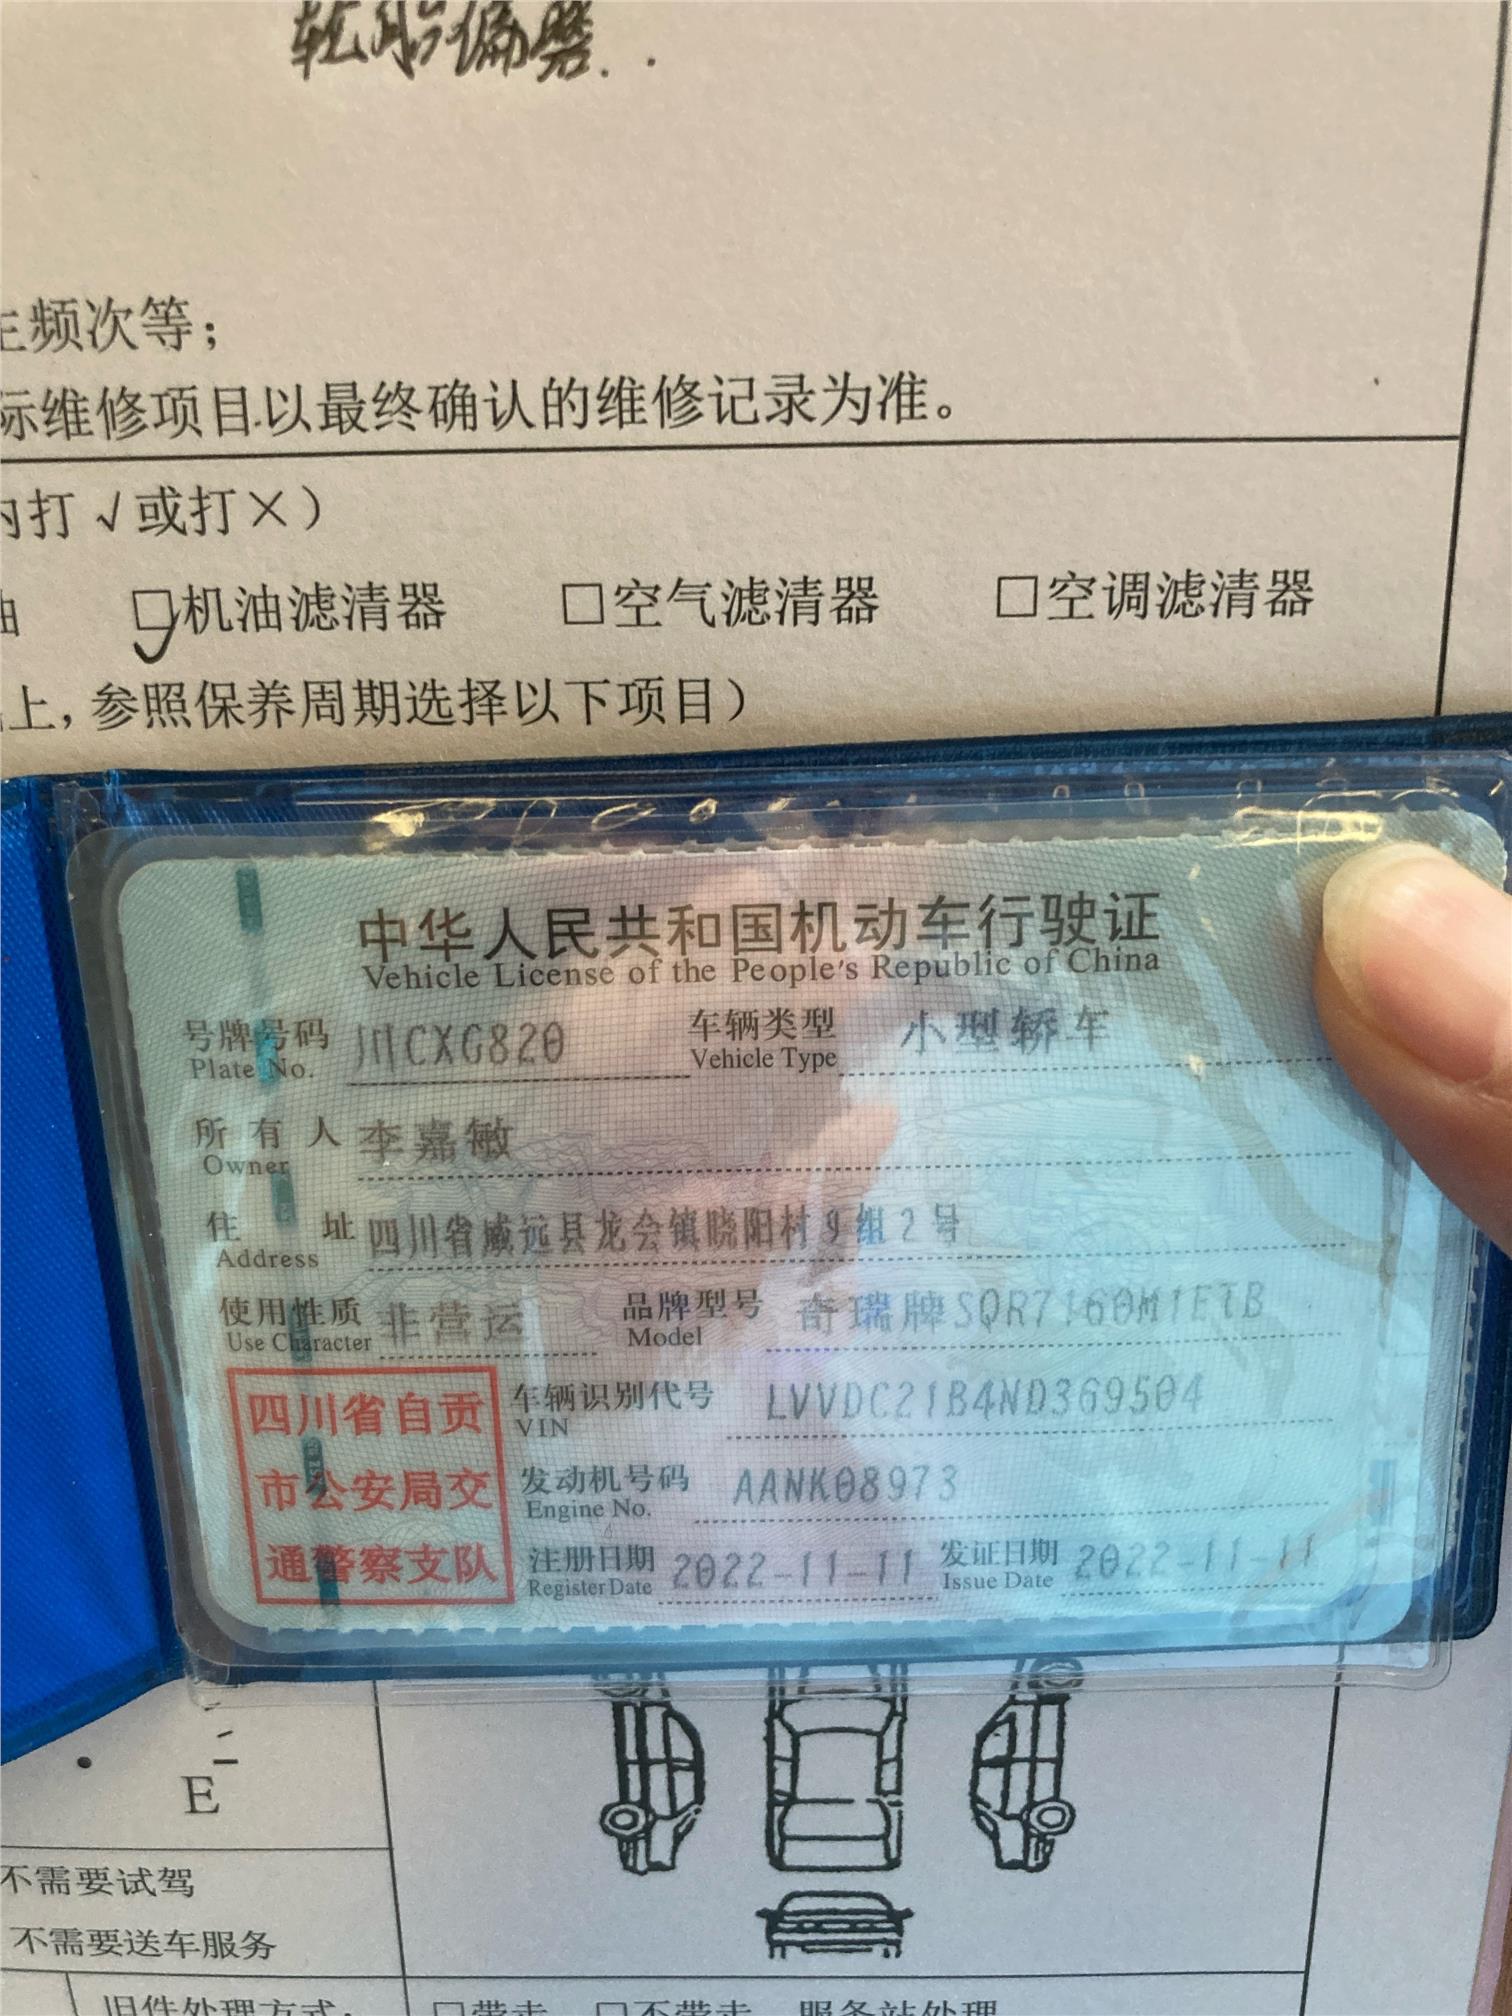 轮胎偏磨..
生频次等；
际维修项目以最终确认的维修记录为准。
内打√或打×）
油 ☑机油滤清器 □空气滤清器 □空调滤清器
上，参照保养周期选择以下项目）
中华人民共和国机动车行驶证
Vehicle License of the People's Republic of China
号牌号码 川CXG820 车辆类型 小型轿车
Plate No. Vehicle Type
所有人 李嘉敏
Owner
住址 四川省威远县龙会镇晓阳村9组2号
Address
使用性质 非营运 品牌型号 奇瑞牌SQR7160M1E1B
Use Character Model
四川省自贡
市公安局交
通警察支队
车辆识别代号 LVVDC21B4ND369504
VIN
发动机号码 AANK08973
Engine No.
注册日期 2022-11-11 发证日期 2022-11-11
Register Date Issue Date
E
不需要试驾
不需要送车服务
旧件处理方式： □带走 □不带走，服务站处理